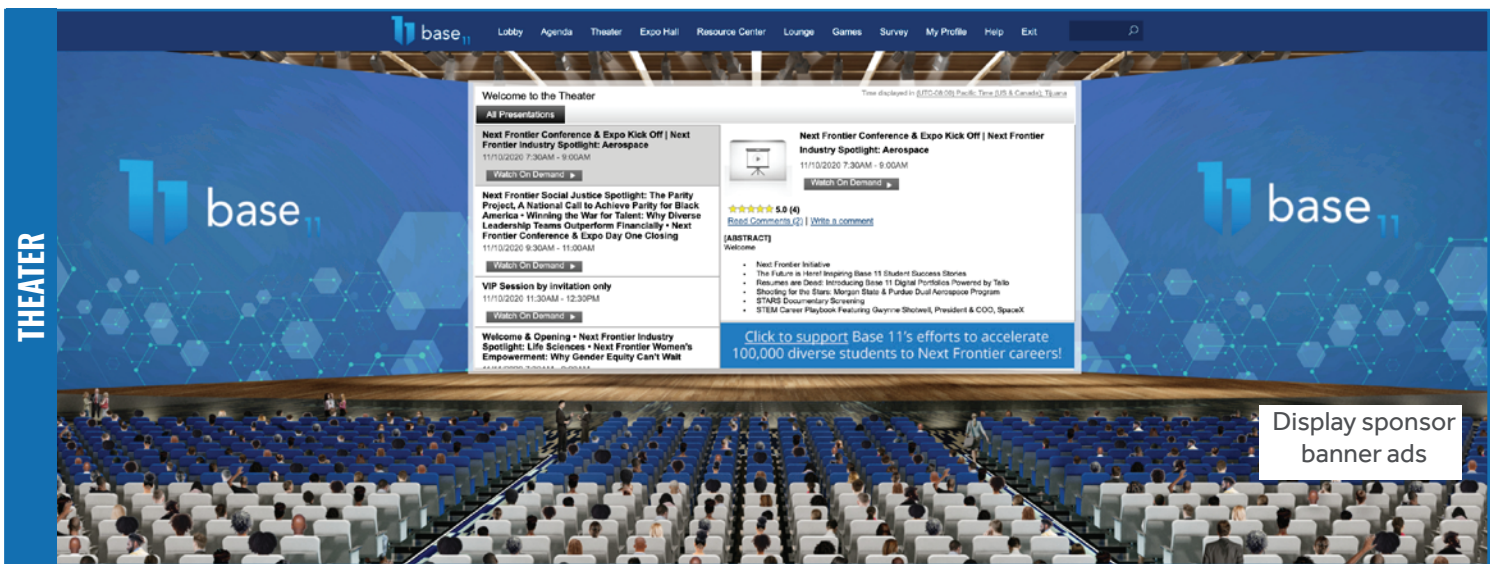 THEATER
base 11
Lobby Agenda Theater Expo Hall Resource Center Lounge Games Survey My Profile Help Exit
Welcome to the Theater
Time displayed in (UTC-08:00) Pacific Time (US & Canada), Tijuana
All Presentations
Next Frontier Conference & Expo Kick Off | Next
Frontier Industry Spotlight: Aerospace
11/10/2020 7:30AM - 9:00AM
Watch On Demand
Next Frontier Social Justice Spotlight: The Parity
Project, A National Call to Achieve Parity for Black
America • Winning the War for Talent: Why Diverse
Leadership Teams Outperform Financially • Next
Frontier Conference & Expo Day One Closing
11/10/2020 9:30AM - 11:00AM
Watch On Demand
VIP Session by invitation only
11/10/2020 11:30AM - 12:30PM
Watch On Demand
Welcome & Opening • Next Frontier Industry
Spotlight: Life Sciences • Next Frontier Women's
Empowerment: Why Gender Equity Can't Wait
Next Frontier Conference & Expo Kick Off | Next Frontier
Industry Spotlight: Aerospace
11/10/2020 7:30AM - 9:00AM
Watch On Demand
5.0 (4)
Read Comments (2) | Write a comment
[ABSTRACT]
Welcome
• Next Frontier Initiative
• The Future is Here! Inspiring Base 11 Student Success Stories
• Resumes are Dead: Introducing Base 11 Digital Portfolios Powered by Tallo
• Shooting for the Stars: Morgan State & Purdue Dual Aerospace Program
• STARS Documentary Screening
• STEM Career Playbook Featuring Gwynne Shotwell, President & COO, SpaceX
Click to support Base 11's efforts to accelerate
100,000 diverse students to Next Frontier careers!
base 11
base 11
Display sponsor
banner ads